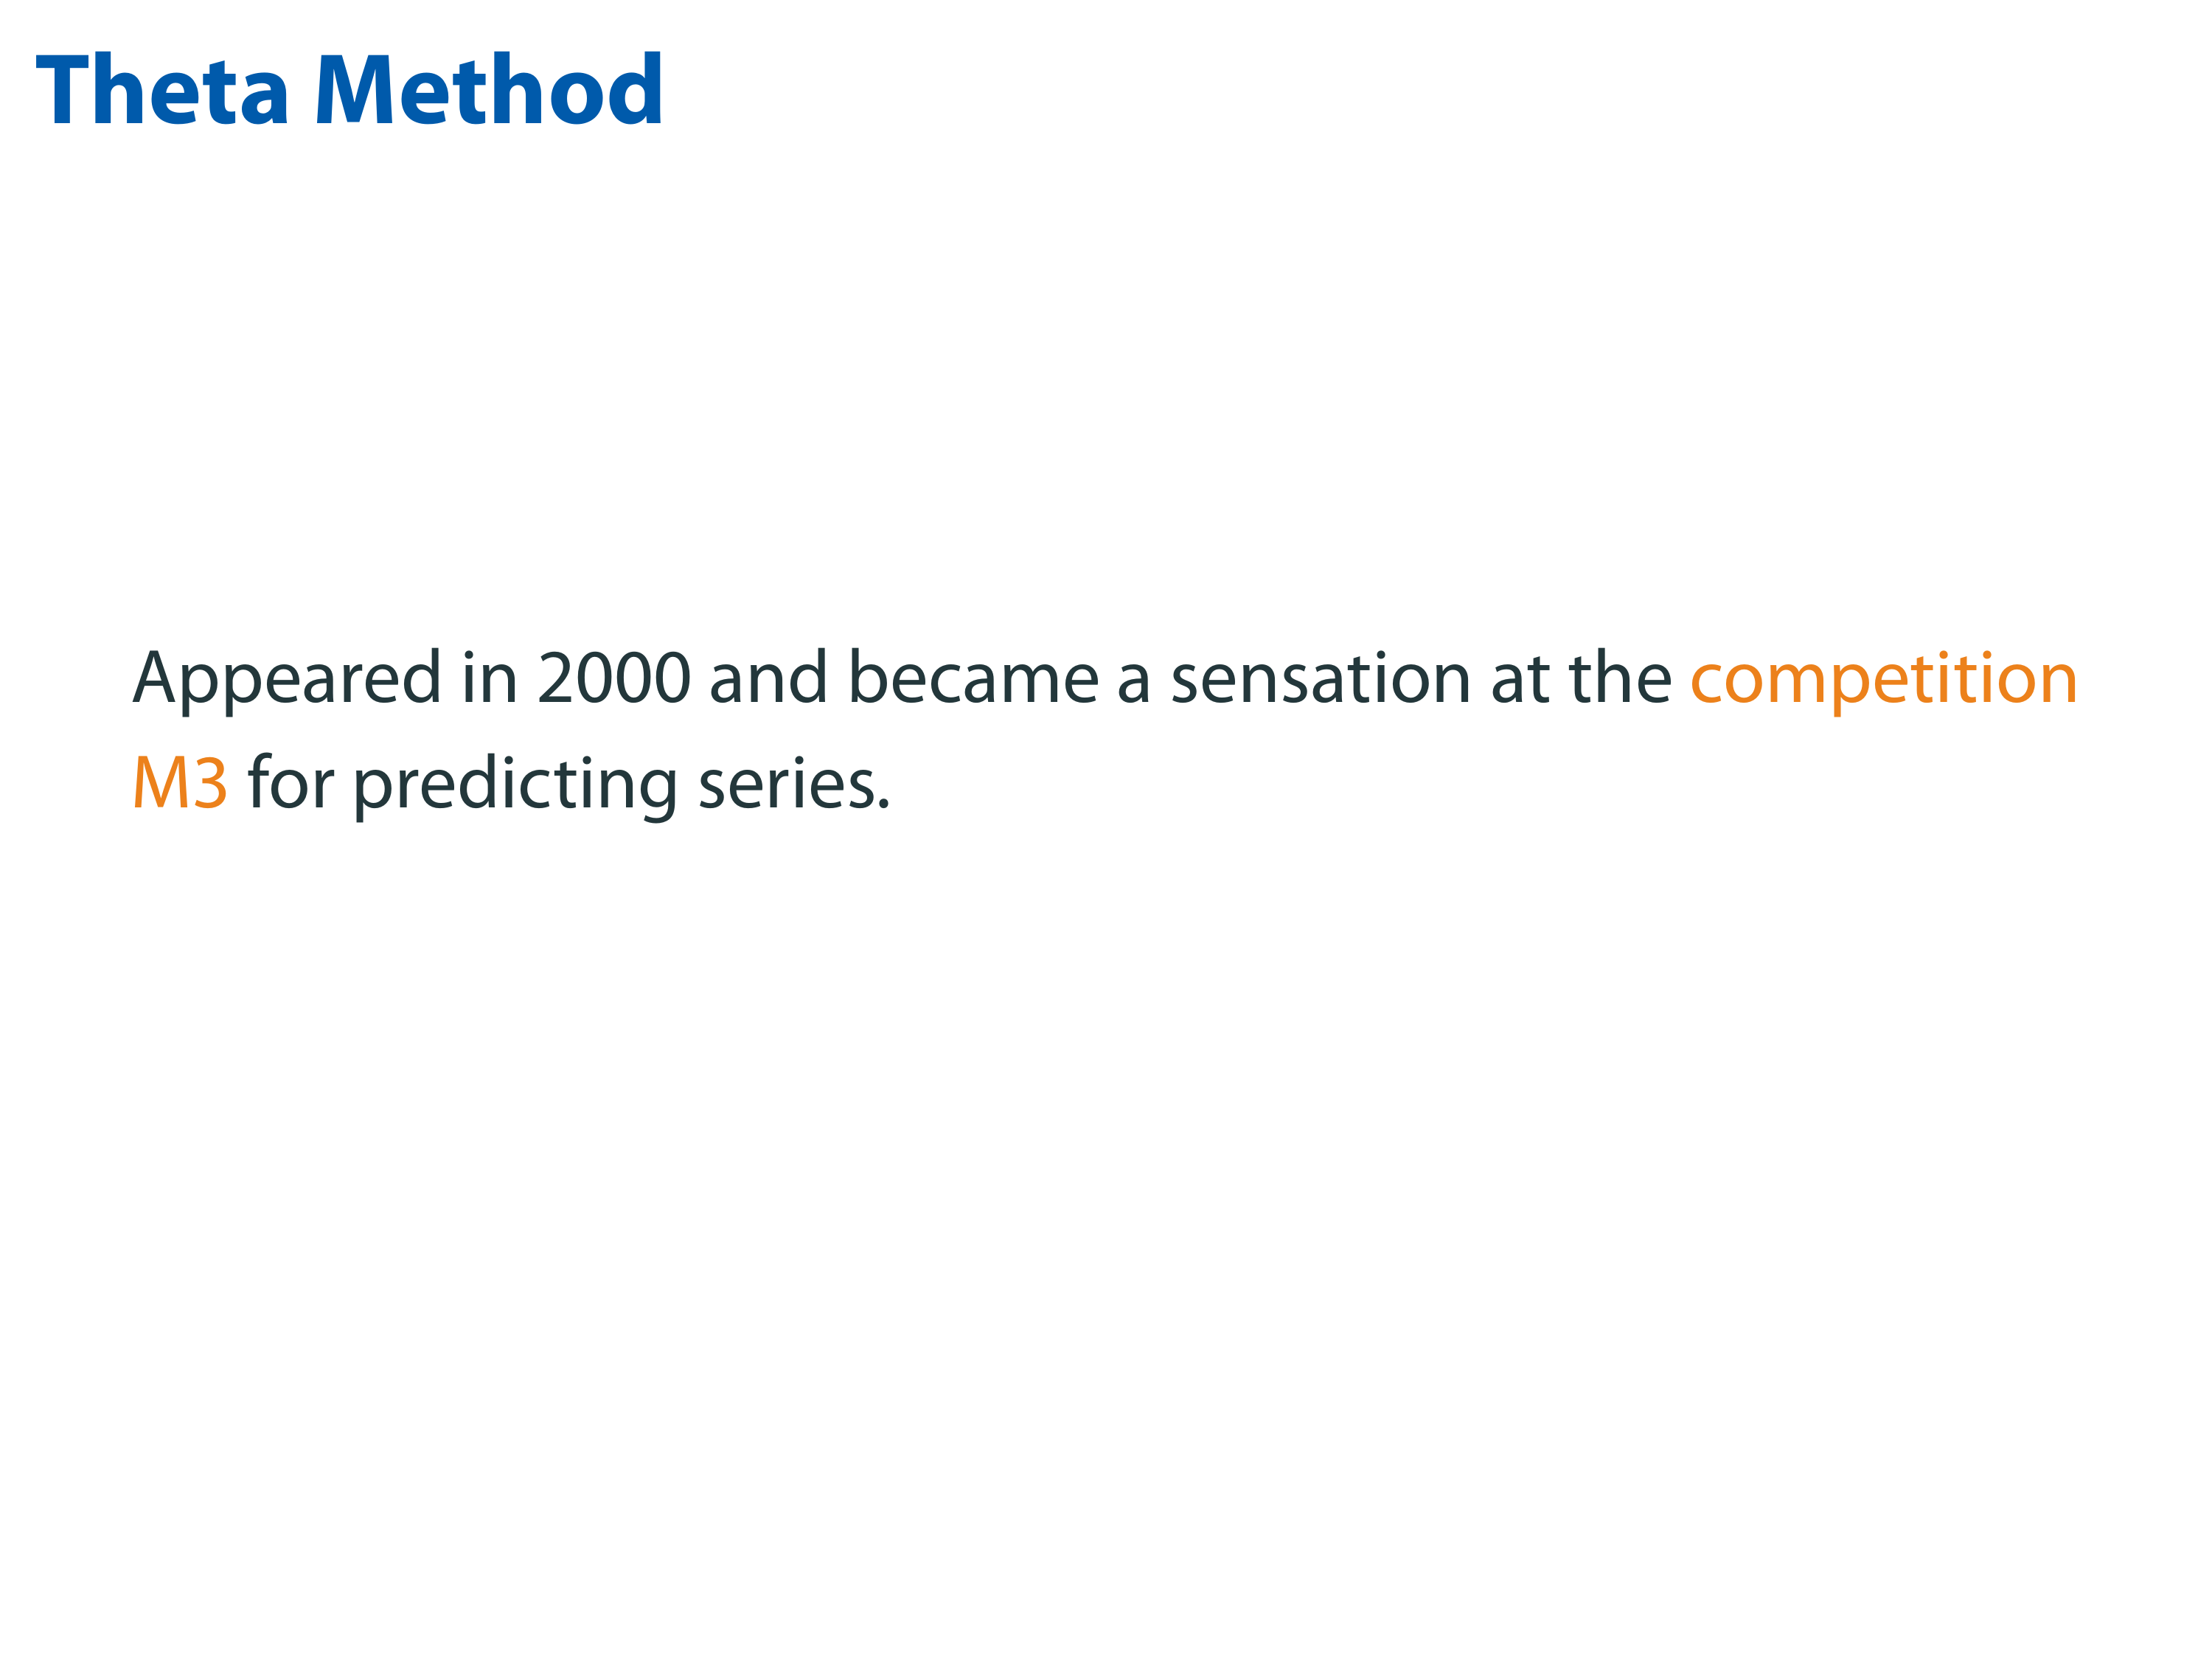 Theta Method
Appeared in 2000 and became a sensation at the competition
M3 for predicting series.